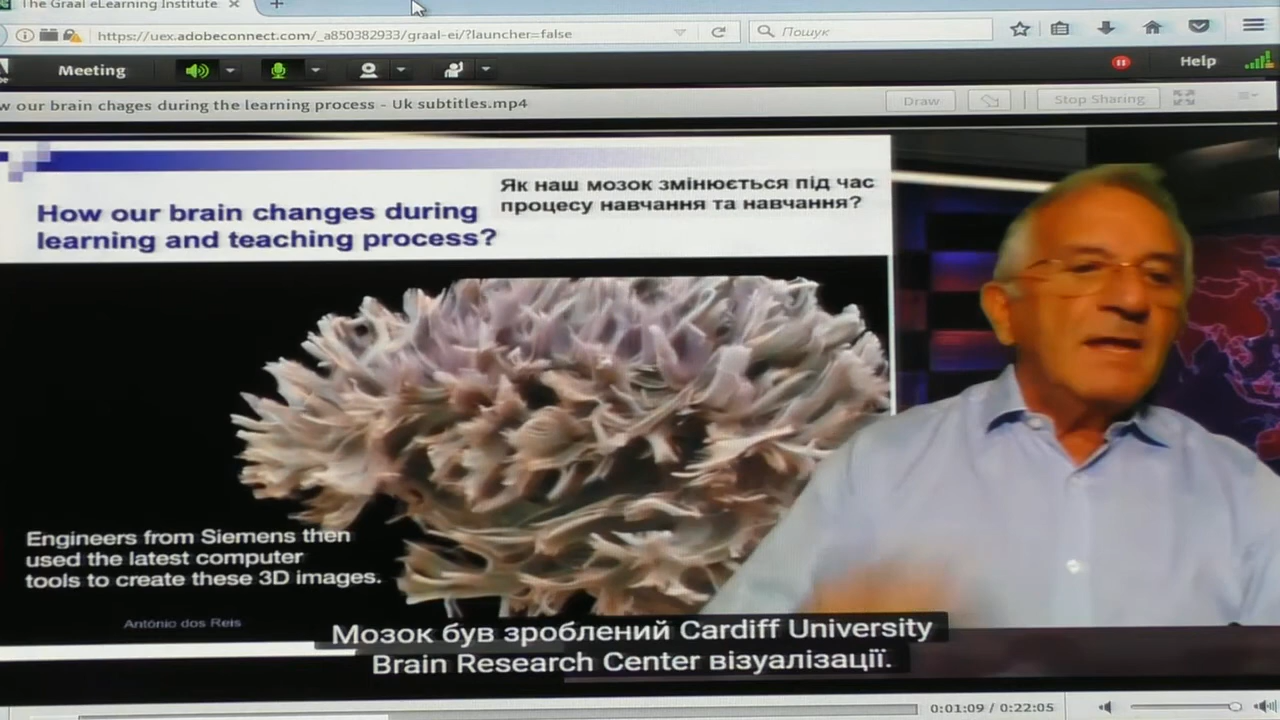 The Graal eLearning Institute
https://uex.adobeconnect.com/_a850382933/graal-ei/?launcher=false
Пошук
Meeting
Help
our brain chages during the learning process - Uk subtitles.mp4
Draw
Stop Sharing
How our brain changes during
learning and teaching process?
Як наш мозок змінюється під час
процесу навчання та навчання?
Engineers from Siemens then
used the latest computer
tools to create these 3D images.
António dos Reis
Мозок був зроблений Cardiff University
Brain Research Center візуалізації.
0:01:09 / 0:22:05